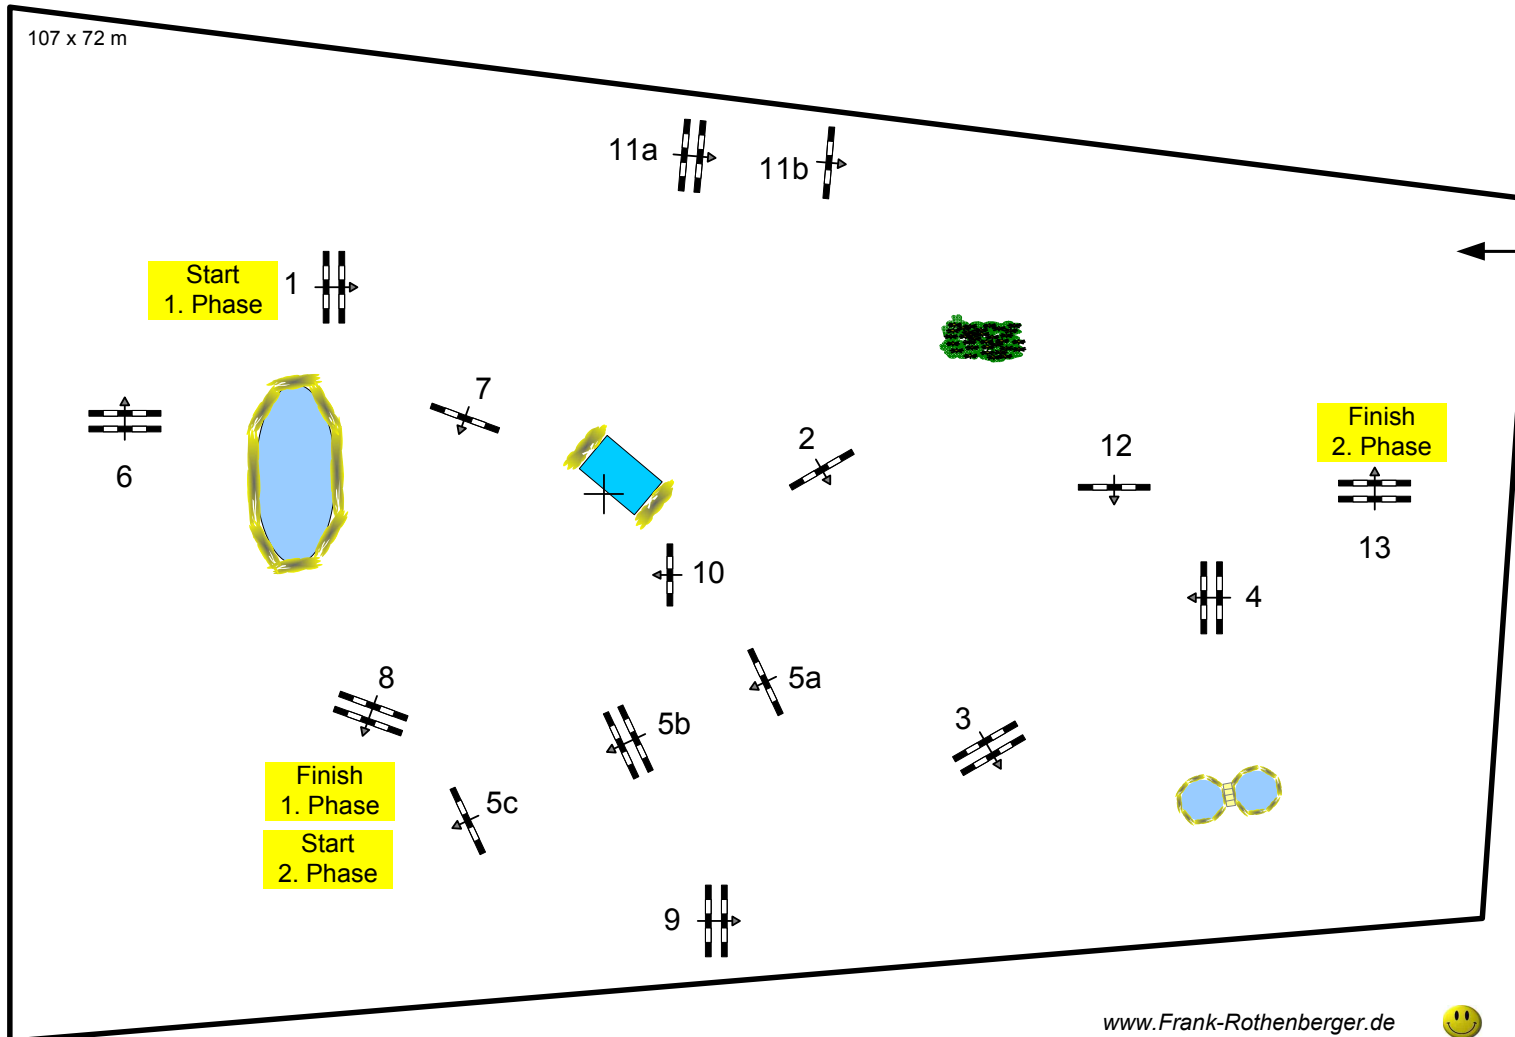 107 x 72 m
11a
11b
Start
1. Phase
1
7
6
2
12
Finish
2. Phase
13
10
4
8
5a
5b
3
Finish
1. Phase
5c
Start
2. Phase
9
www.Frank-Rothenberger.de